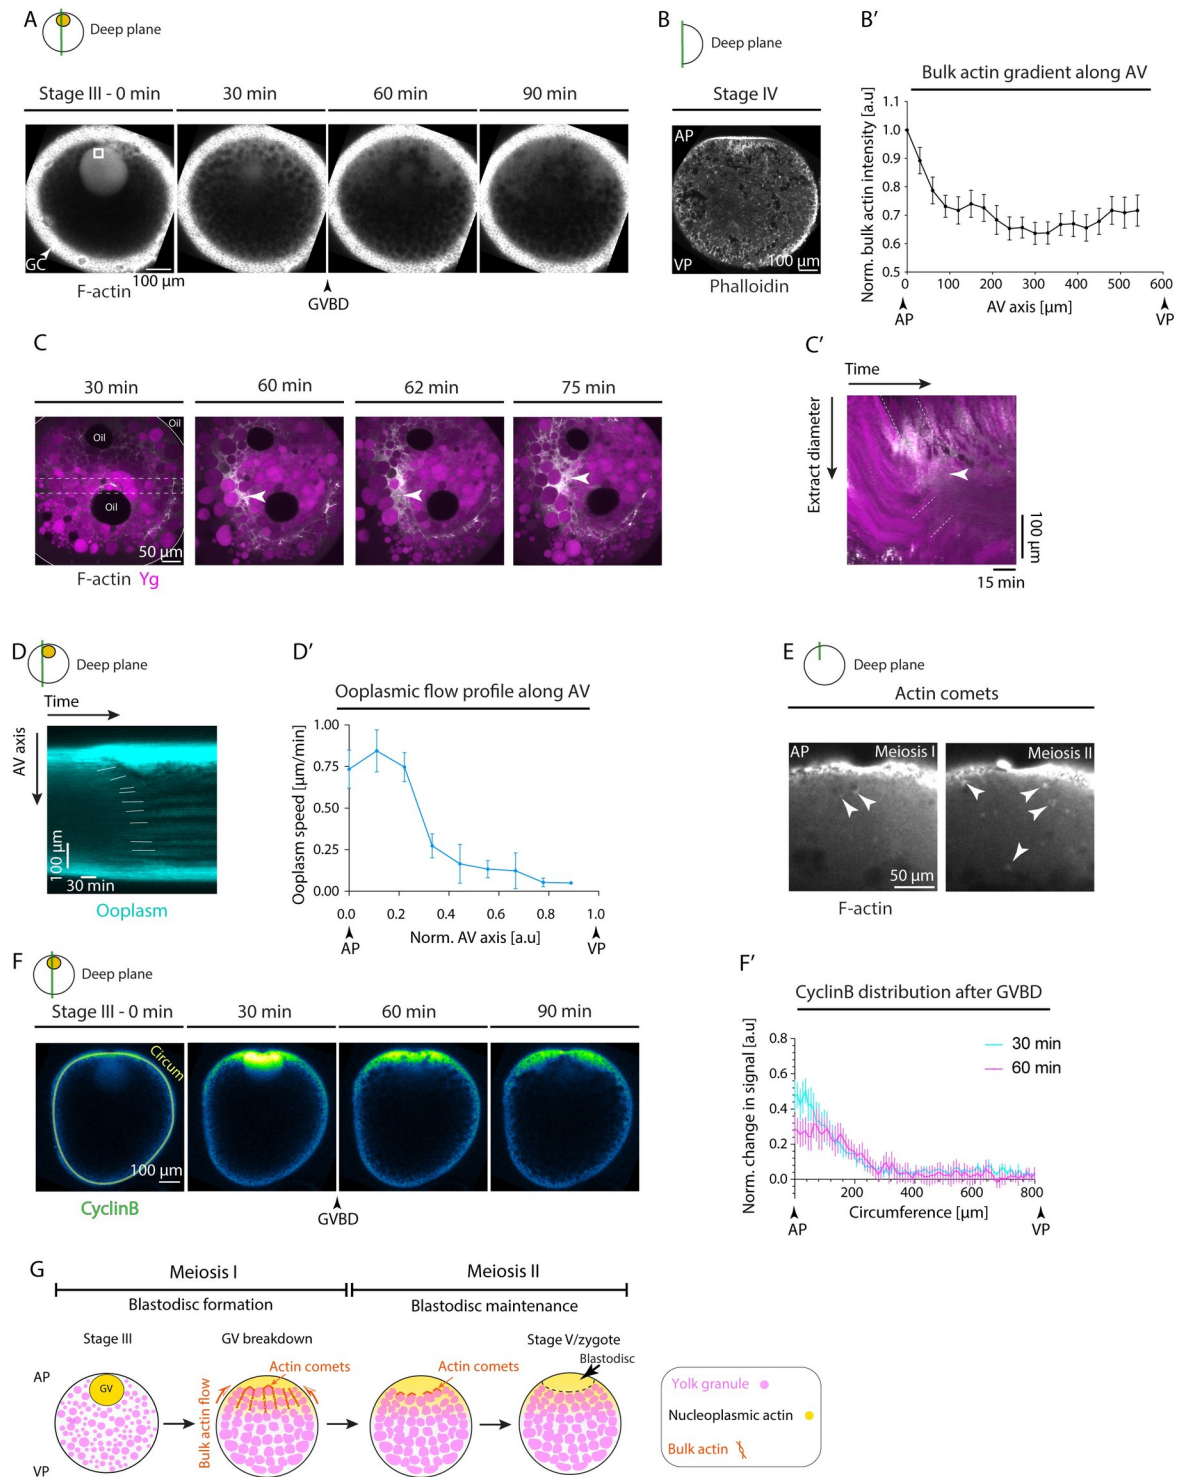 A
Deep plane
Stage III - 0 min
30 min
60 min
90 min
GC
100 µm
F-actin
GVBD
B
Deep plane
Stage IV
AP
VP
100 µm
Phalloidin
B'
Bulk actin gradient along AV
Norm. bulk actin intensity [a.u]
1.1
1.0
0.9
0.8
0.7
0.6
0.5
0
100
200
300
400
500
600
AP
AV axis [µm]
VP
C
30 min
60 min
62 min
75 min
Oil
Oil
Oil
50 µm
F-actin Yg
C'
Time
Extract diameter
100 µm
15 min
D
Deep plane
Time
AV axis
100 µm
30 min
Ooplasm
D'
Ooplasmic flow profile along AV
Ooplasm speed [µm/min]
1.00
0.75
0.50
0.25
0.00
0.0
0.2
0.4
0.6
0.8
1.0
AP
Norm. AV axis [a.u]
VP
E
Deep plane
Actin comets
AP
Meiosis I
Meiosis II
50 µm
F-actin
F
Deep plane
Stage III - 0 min
30 min
60 min
90 min
Circum
100 µm
CyclinB
GVBD
F'
CyclinB distribution after GVBD
Norm. change in signal [a.u]
0.8
0.6
0.4
0.2
0.0
30 min
60 min
200
400
600
800
AP
Circumference [µm]
VP
G
Meiosis I
Meiosis II
Blastodisc formation
Blastodisc maintenance
Stage III
GV breakdown
Stage V/zygote
Blastodisc
AP
GV
VP
Bulk actin flow
Actin comets
Actin comets
Yolk granule
Nucleoplasmic actin
Bulk actin